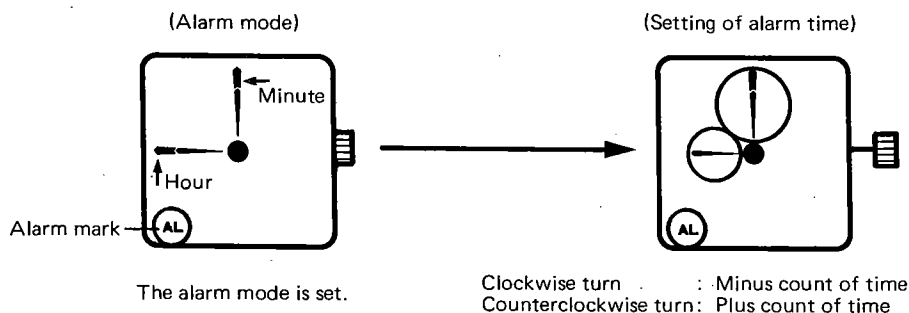 (Alarm mode)
(Setting of alarm time)
Minute
Hour
Alarm mark
AL
AL
The alarm mode is set.
Clockwise turn : Minus count of time
Counterclockwise turn: Plus count of time